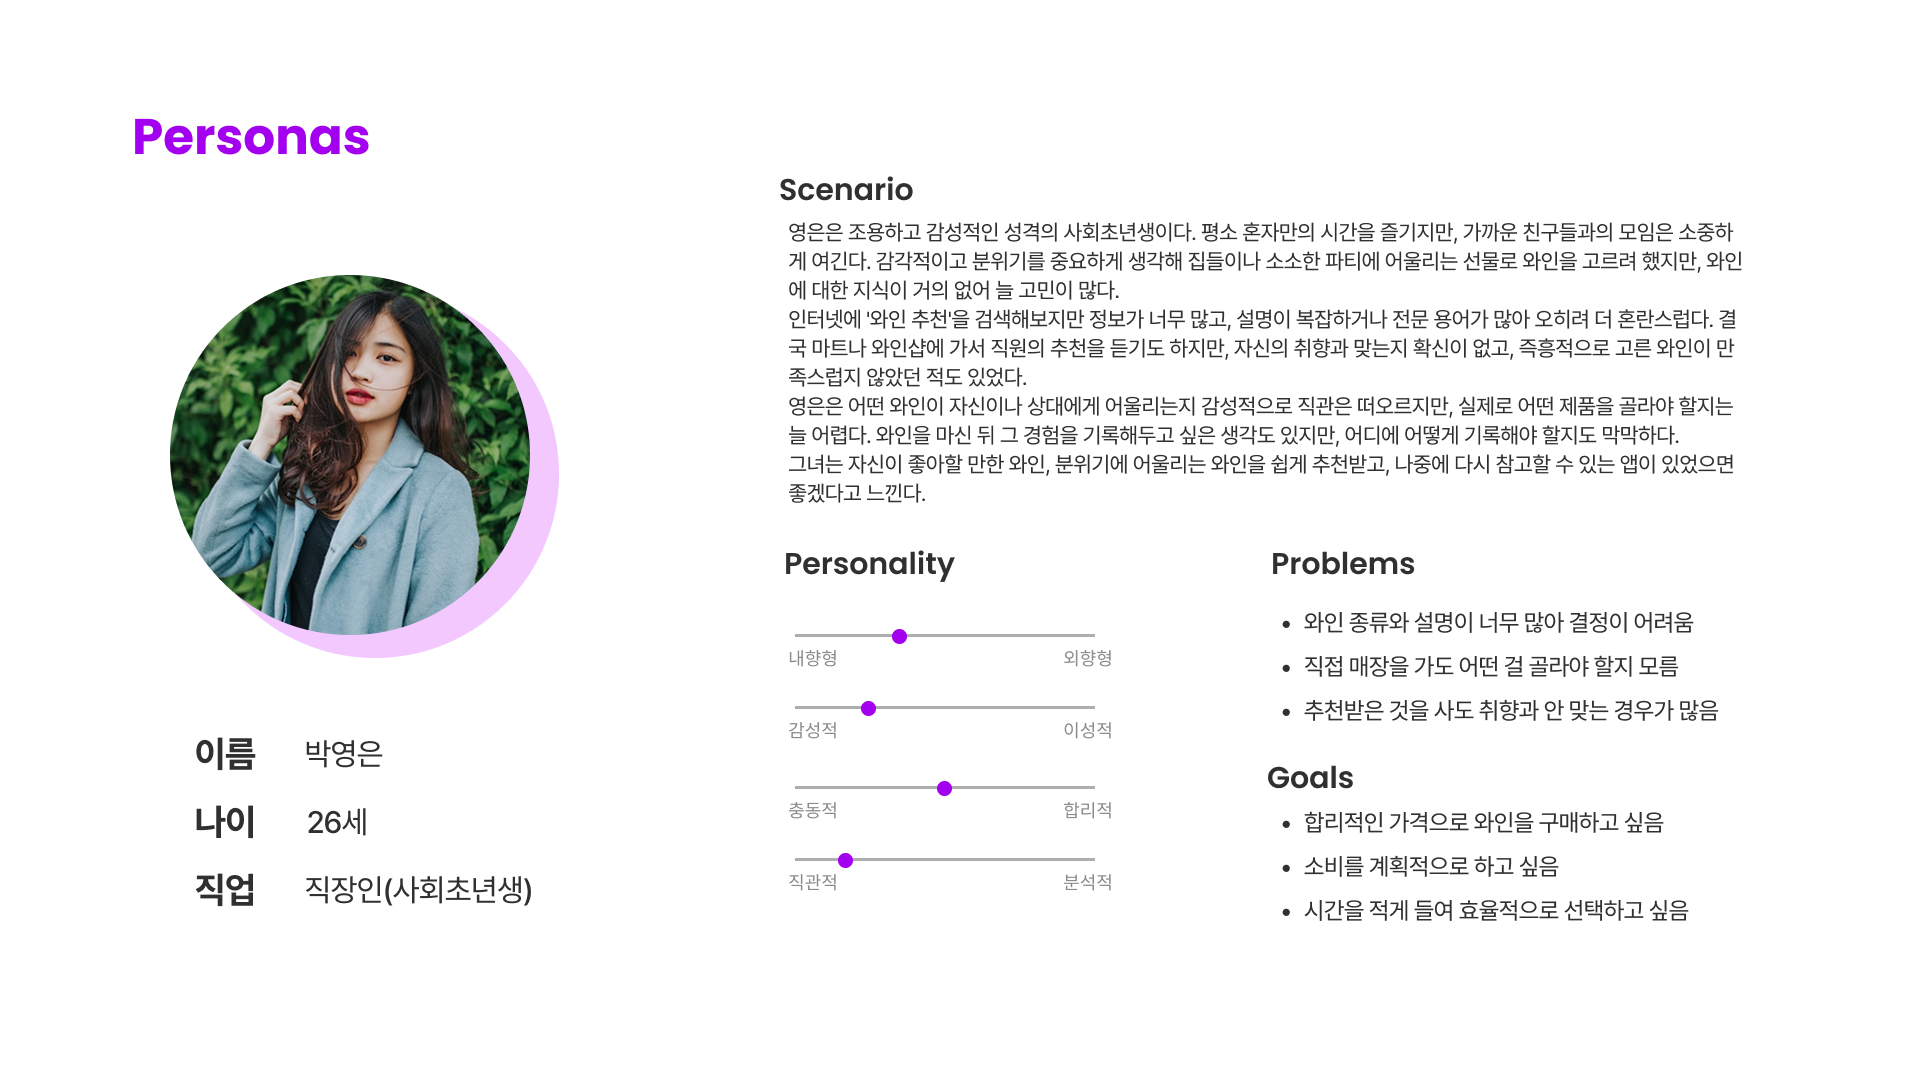 Personas
이름 박영은
나이 26세
직업 직장인(사회초년생)
Scenario
영은은 조용하고 감성적인 성격의 사회초년생이다. 평소 혼자만의 시간을 즐기지만, 가까운 친구들과의 모임은 소중하
게 여긴다. 감각적이고 분위기를 중요하게 생각해 집들이나 소소한 파티에 어울리는 선물로 와인을 고르려 했지만, 와인
에 대한 지식이 거의 없어 늘 고민이 많다.
인터넷에 '와인 추천'을 검색해보지만 정보가 너무 많고, 설명이 복잡하거나 전문 용어가 많아 오히려 더 혼란스럽다. 결
국 마트나 와인샵에 가서 직원의 추천을 듣기도 하지만, 자신의 취향과 맞는지 확신이 없고, 즉흥적으로 고른 와인이 만
족스럽지 않았던 적도 있었다.
영은은 어떤 와인이 자신이나 상대에게 어울리는지 감성적으로 직관은 떠오르지만, 실제로 어떤 제품을 골라야 할지는
늘 어렵다. 와인을 마신 뒤 그 경험을 기록해두고 싶은 생각도 있지만, 어디에 어떻게 기록해야 할지도 막막하다.
그녀는 자신이 좋아할 만한 와인, 분위기에 어울리는 와인을 쉽게 추천받고, 나중에 다시 참고할 수 있는 앱이 있었으면
좋겠다고 느낀다.
Personality
내향형 외향형
감성적 이성적
충동적 합리적
직관적 분석적
Problems
• 와인 종류와 설명이 너무 많아 결정이 어려움
• 직접 매장을 가도 어떤 걸 골라야 할지 모름
• 추천받은 것을 사도 취향과 안 맞는 경우가 많음
Goals
• 합리적인 가격으로 와인을 구매하고 싶음
• 소비를 계획적으로 하고 싶음
• 시간을 적게 들여 효율적으로 선택하고 싶음